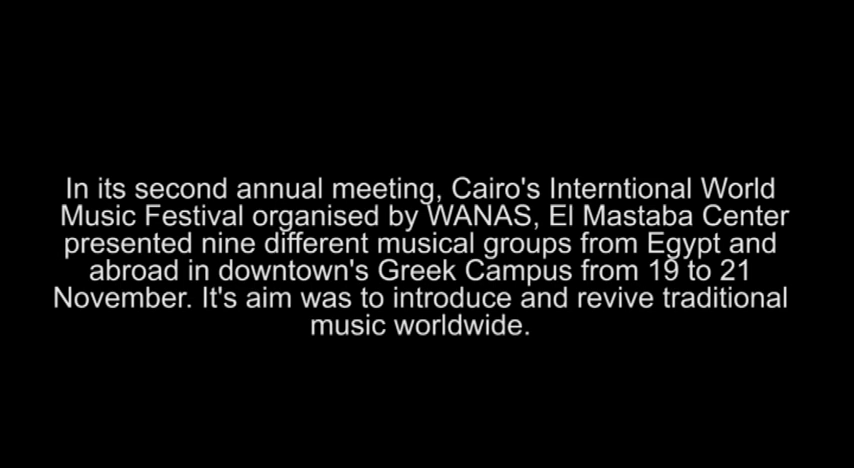 In its second annual meeting, Cairo's Interntional World
Music Festival organised by WANAS, El Mastaba Center
presented nine different musical groups from Egypt and
abroad in downtown's Greek Campus from 19 to 21
November. It's aim was to introduce and revive traditional
music worldwide.